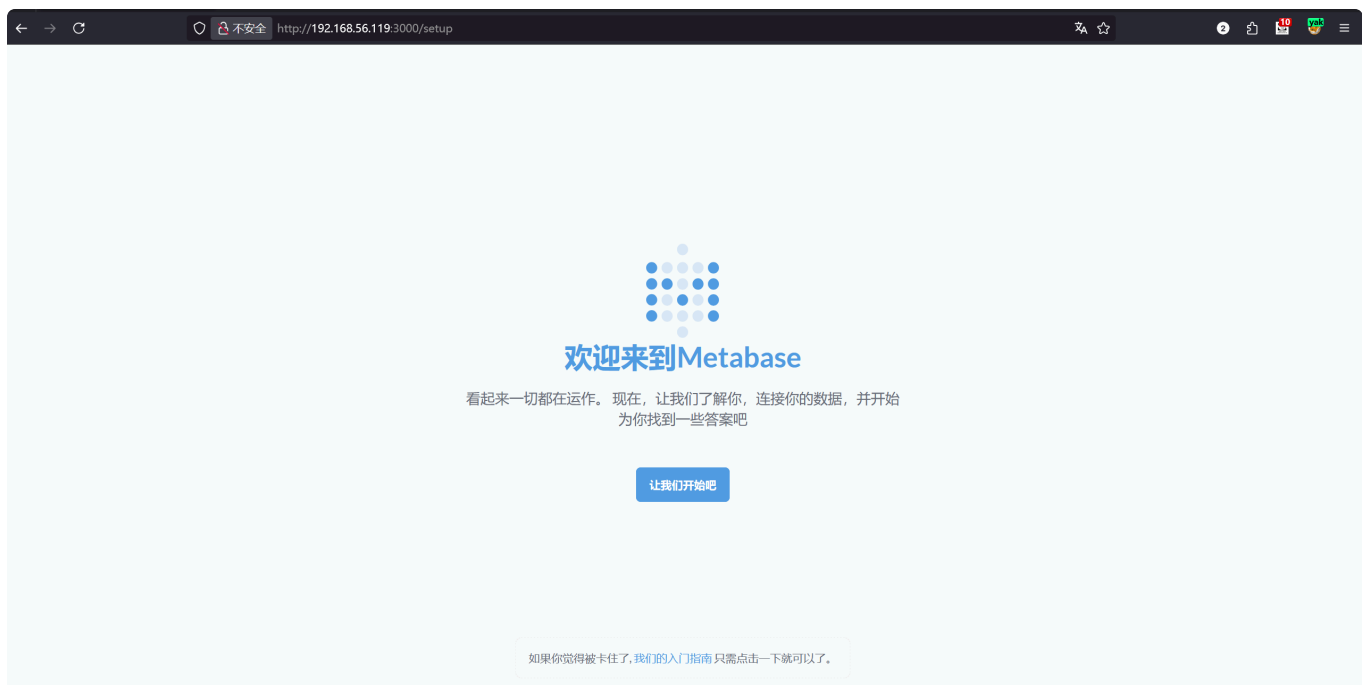 不安全 http://192.168.56.119:3000/setup
2
10
yak
欢迎来到Metabase
看起来一切都在运作。 现在，让我们了解你，连接你的数据，并开始
为你找到一些答案吧
让我们开始吧
如果你觉得被卡住了, 我们的入门指南 只需点击一下就可以了。